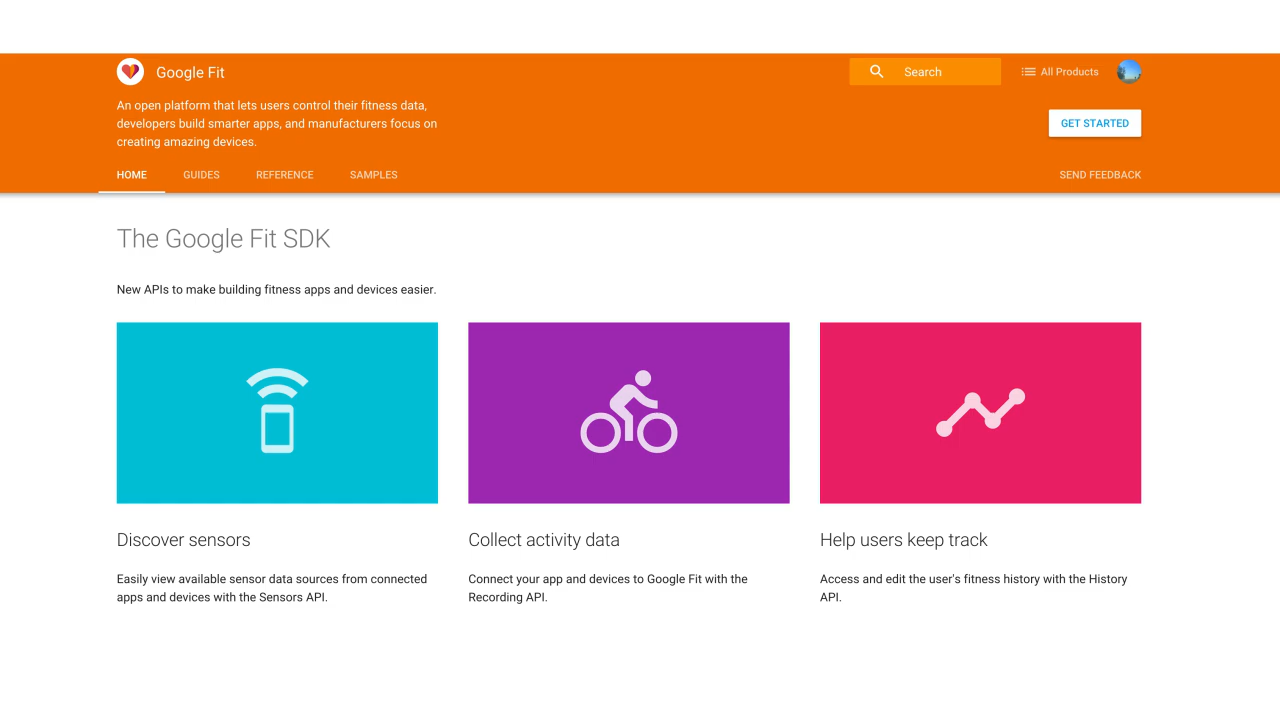 Google Fit
Search
All Products
An open platform that lets users control their fitness data,
developers build smarter apps, and manufacturers focus on
creating amazing devices.
GET STARTED
HOME
GUIDES
REFERENCE
SAMPLES
SEND FEEDBACK
The Google Fit SDK
New APIs to make building fitness apps and devices easier.
Discover sensors
Easily view available sensor data sources from connected
apps and devices with the Sensors API.
Collect activity data
Connect your app and devices to Google Fit with the
Recording API.
Help users keep track
Access and edit the user's fitness history with the History
API.